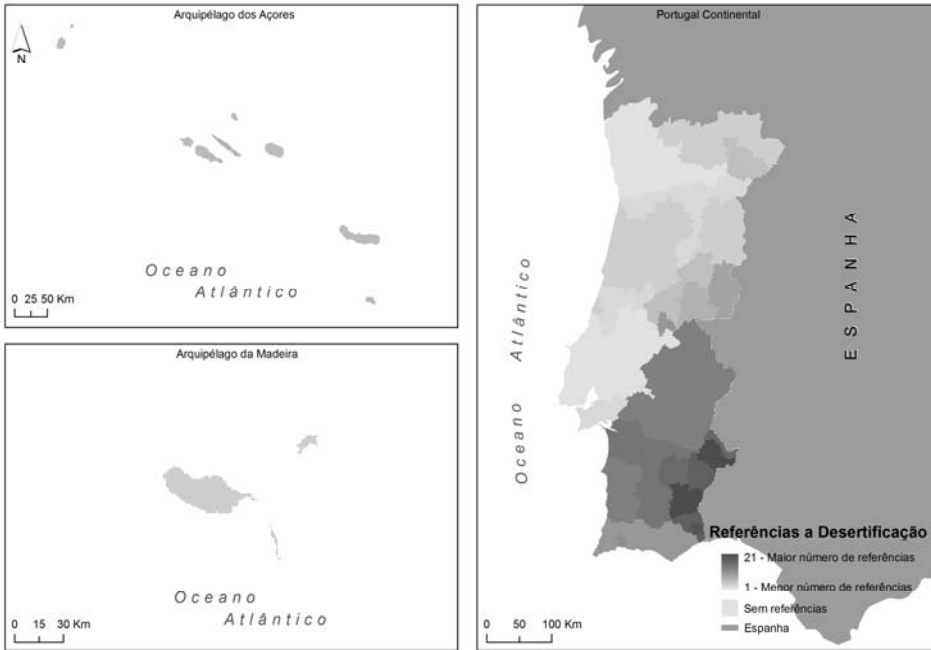 Arquipélago dos Açores
N
Oceano
Atlântico
0 25 50 Km
Arquipélago da Madeira
Oceano
Atlântico
0 15 30 Km
Portugal Continental
Oceano Atlântico
ESPANHA
Referências a Desertificação
21 - Maior número de referências
1 - Menor número de referências
Sem referências
Espanha
0 50 100 Km